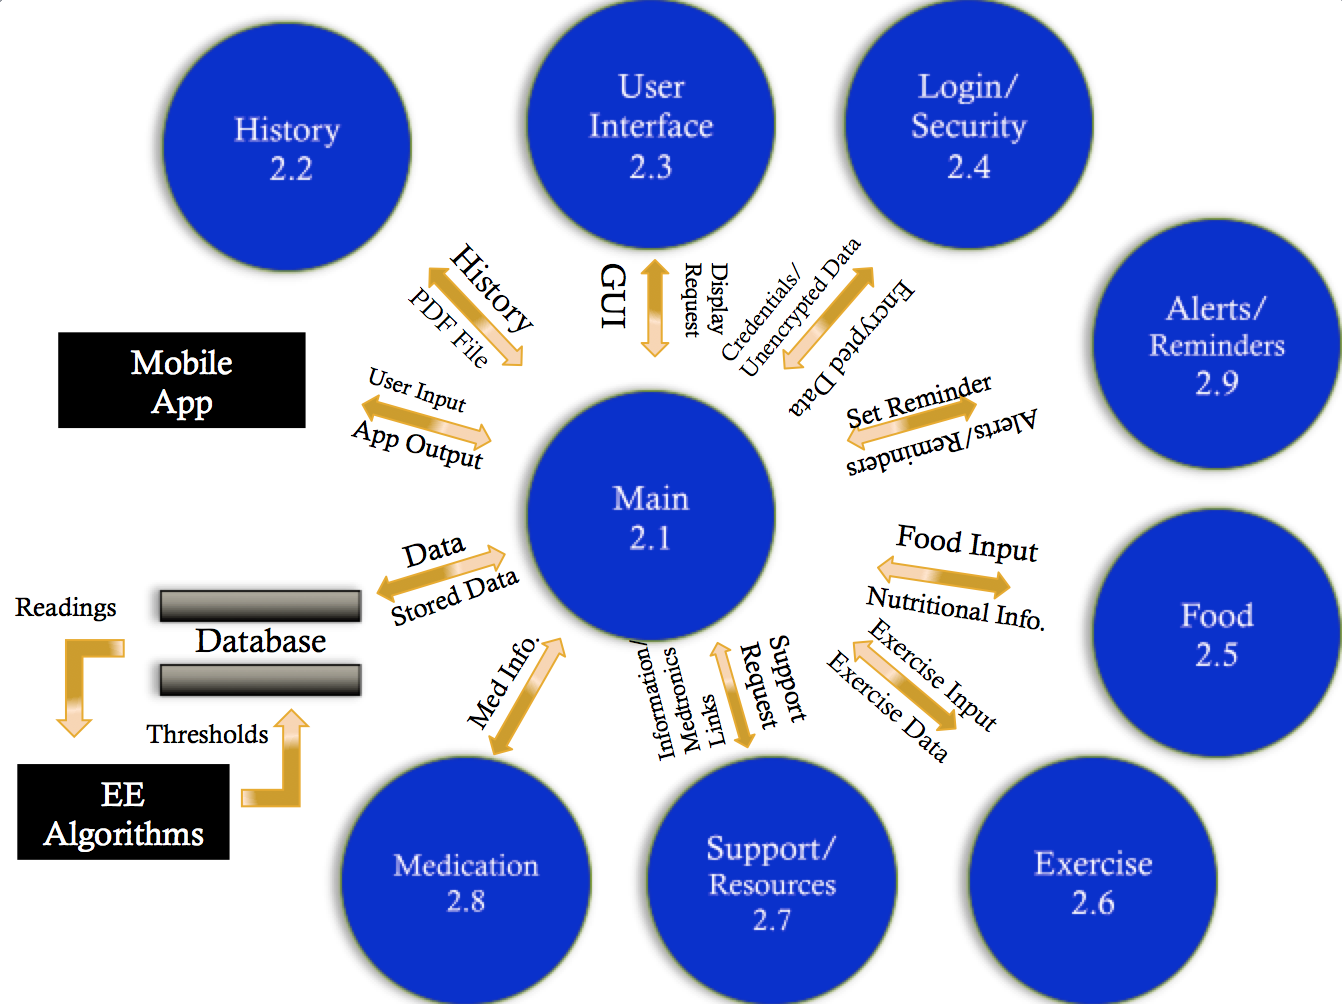 History
2.2
User
Interface
2.3
Login/
Security
2.4
Alerts/
Reminders
2.9
History
PDF File
GUI
Display
Request
Credentials/
Unencrypted Data
Encrypted Data
Mobile
App
User Input
App Output
Set Reminder
Alerts/Reminders
Main
2.1
Data
Stored Data
Food Input
Nutritional Info.
Food
2.5
Readings
Database
Thresholds
EE
Algorithms
Med Info.
Information/
Medtronics
Links
Support
Request
Exercise Input
Exercise Data
Medication
2.8
Support/
Resources
2.7
Exercise
2.6